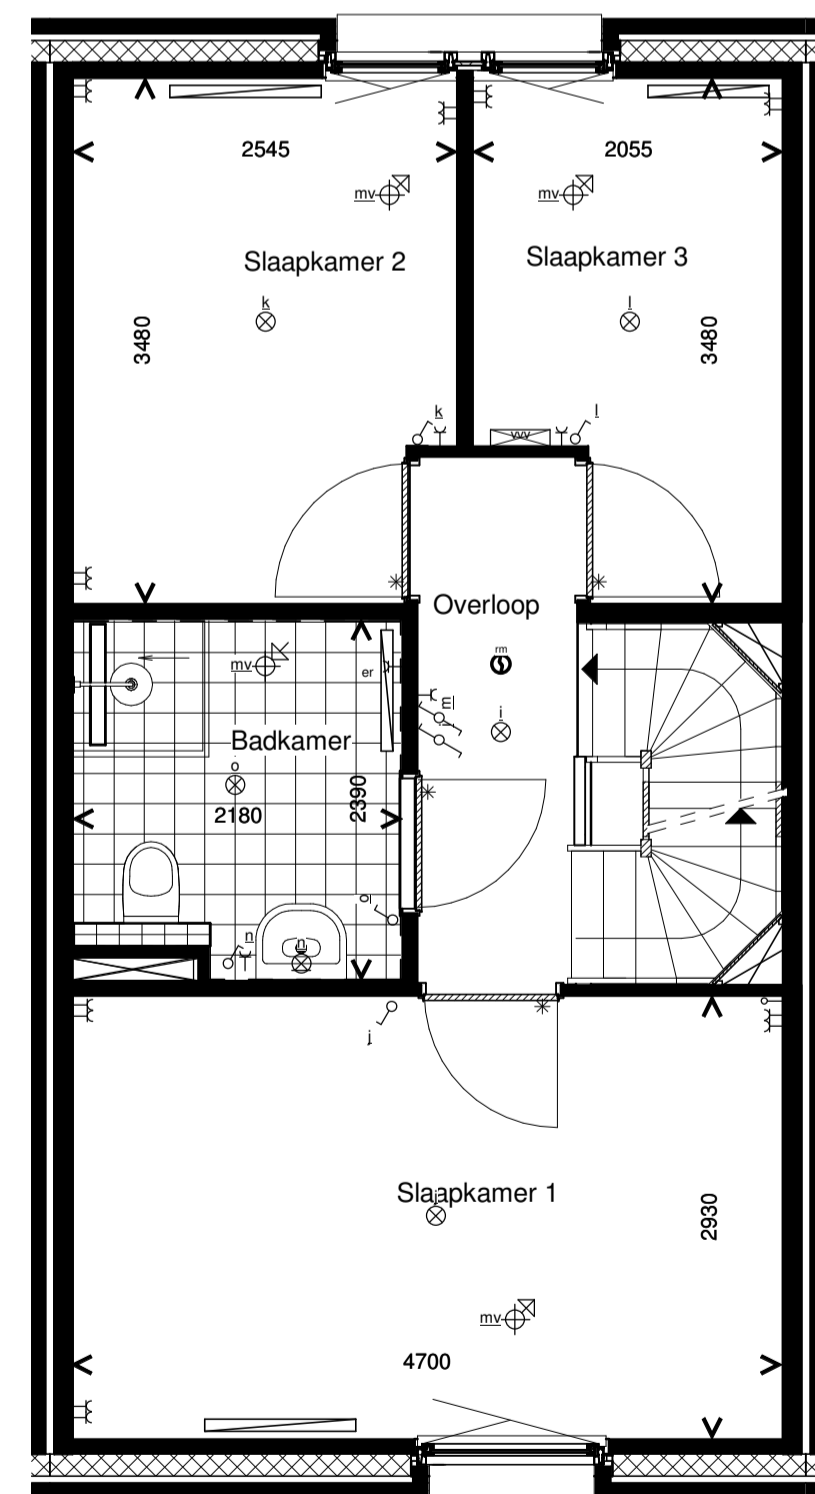 2545
2055
mv
mv
Slaapkamer 2
Slaapkamer 3
k
l
3480
3480
k
l
vvv
Overloop
rm
mv
er
m
i
i
Badkamer
o
2390
2180
o
n
n
j
Slaapkamer 1
j
2930
mv
4700